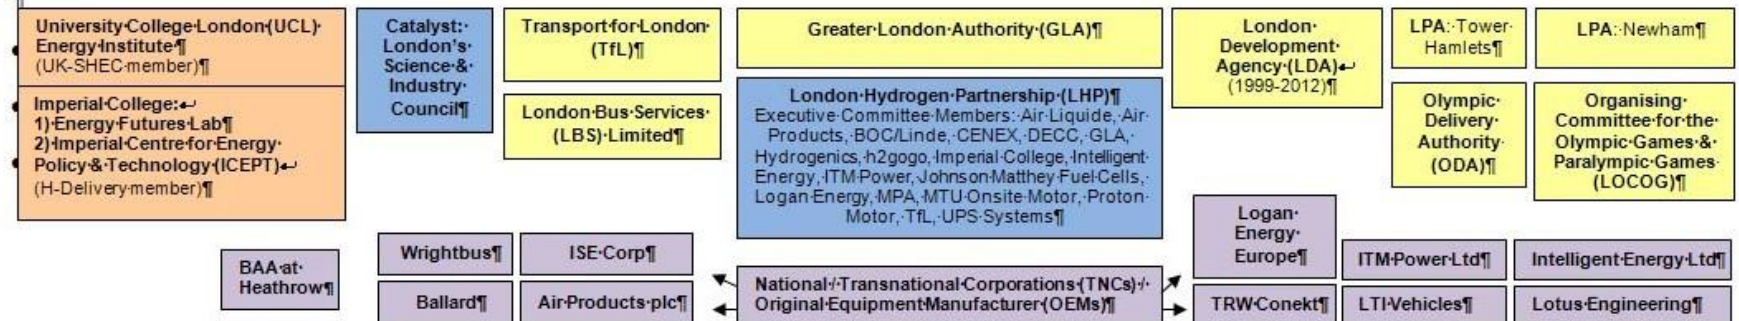 University College London (UCL)
Energy Institute¶
(UK-SHEC member)¶
Imperial College:↵
1) Energy Futures Lab¶
2) Imperial Centre for Energy
Policy & Technology (ICEPT)↵
(H-Delivery member)¶
Catalyst:
London's
Science &
Industry
Council¶
Transport for London
(TfL)¶
London Bus Services
(LBS) Limited¶
Greater London Authority (GLA)¶
London Hydrogen Partnership (LHP)¶
Executive Committee Members: Air Liquide, Air
Products, BOC/Linde, CENEX, DECC, GLA,
Hydrogenics, h2gogo, Imperial College, Intelligent
Energy, ITM Power, Johnson Matthey Fuel Cells,
Logan Energy, MPA, MTU Onsite Motor, Proton
Motor, TfL, UPS Systems¶
London
Development
Agency (LDA)↵
(1999-2012)¶
LPA: Tower
Hamlets¶
LPA: Newham¶
Olympic
Delivery
Authority
(ODA)¶
Organising
Committee for the
Olympic Games &
Paralympic Games
(LOCOG)¶
BAA at
Heathrow¶
Wrightbus¶
ISE Corp¶
Ballard¶
Air Products plc¶
National / Transnational Corporations (TNCs) /
Original Equipment Manufacturer (OEMs)¶
Logan
Energy
Europe¶
ITM Power Ltd¶
Intelligent Energy Ltd¶
TRW Conekt¶
LTI Vehicles¶
Lotus Engineering¶